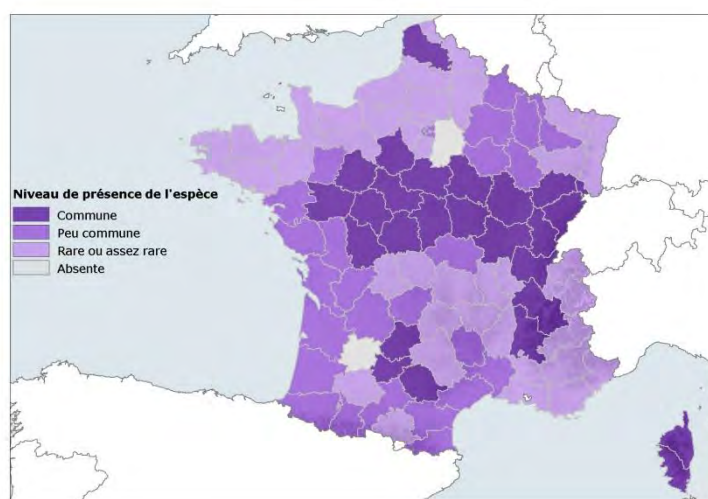 Niveau de présence de l'espèce
Commune
Peu commune
Rare ou assez rare
Absente